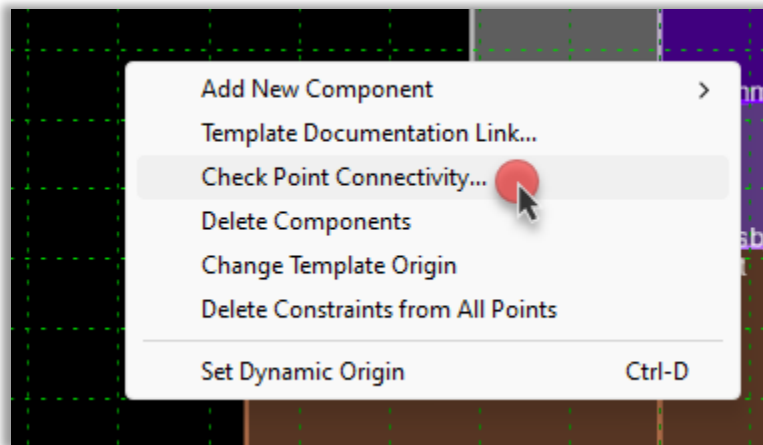 Add New Component
Template Documentation Link...
Check Point Connectivity...
Delete Components
Change Template Origin
Delete Constraints from All Points
Set Dynamic Origin Ctrl-D